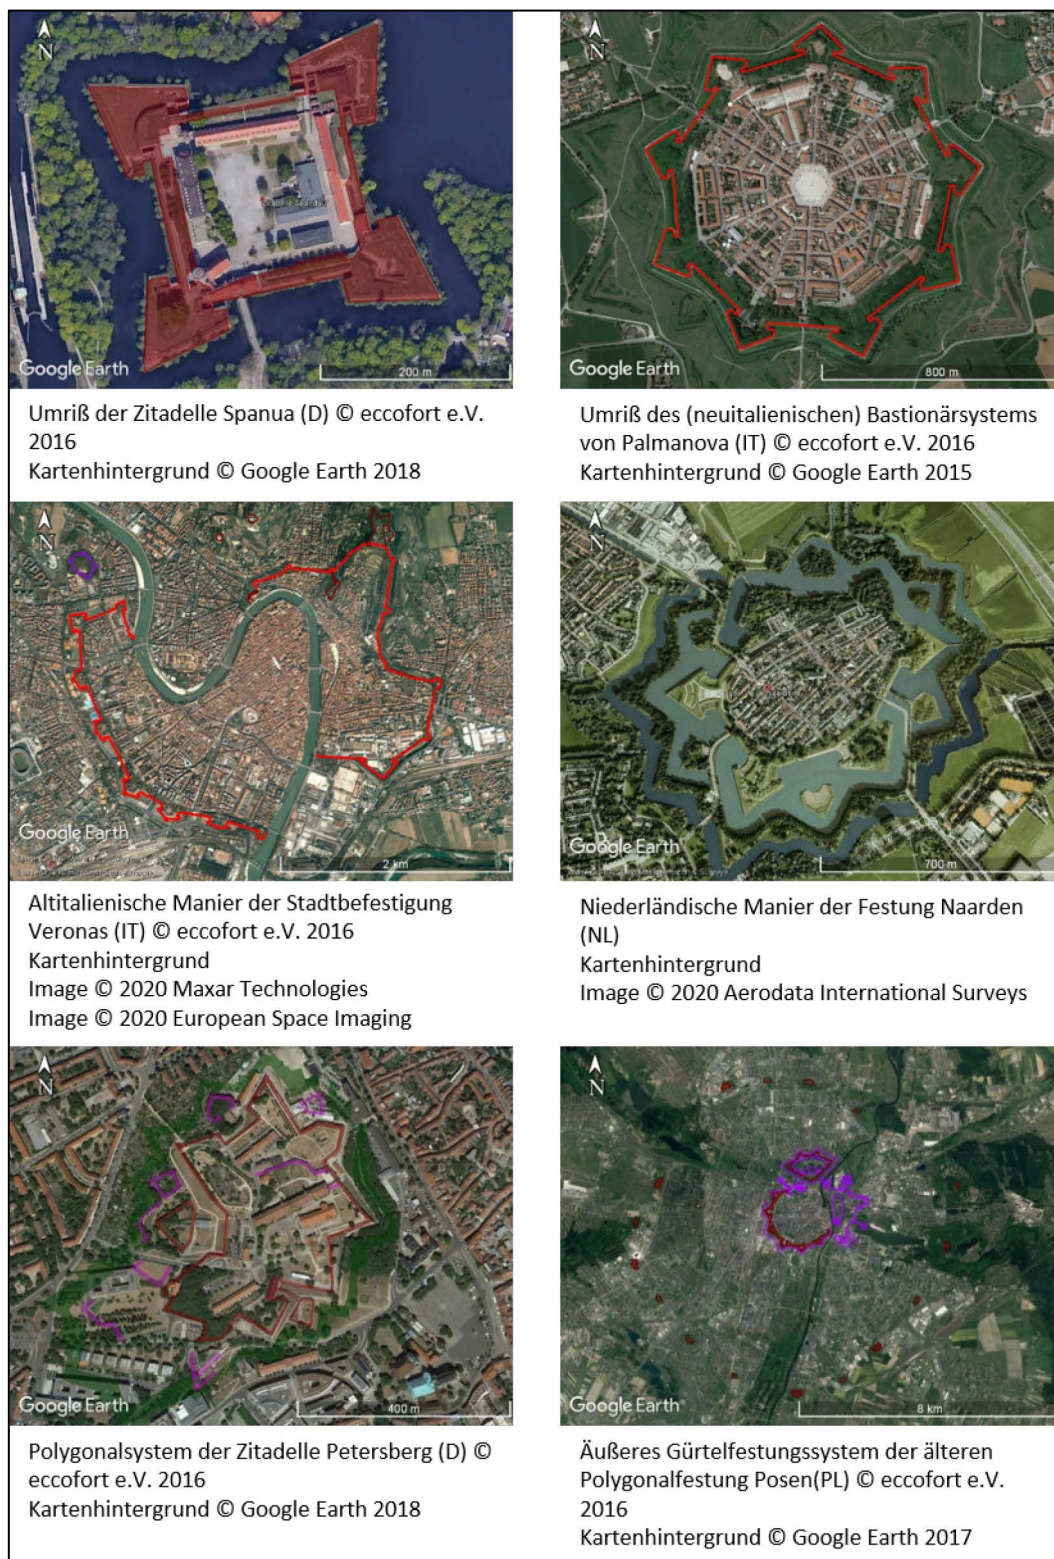 N
Google Earth
200 m
Umriß der Zitadelle Spanua (D) © eccofort e.V.
2016
Kartenhintergrund © Google Earth 2018
N
Google Earth
800 m
Umriß des (neuitalienischen) Bastionärsystems
von Palmanova (IT) © eccofort e.V. 2016
Kartenhintergrund © Google Earth 2015
N
Google Earth
2 km
Altitalienische Manier der Stadtbefestigung
Veronas (IT) © eccofort e.V. 2016
Kartenhintergrund
Image © 2020 Maxar Technologies
Image © 2020 European Space Imaging
N
Google Earth
700 m
Niederländische Manier der Festung Naarden
(NL)
Kartenhintergrund
Image © 2020 Aerodata International Surveys
N
Google Earth
400 m
Polygonalsystem der Zitadelle Petersberg (D) ©
eccofort e.V. 2016
Kartenhintergrund © Google Earth 2018
N
Google Earth
8 km
Äußeres Gürtelfestungssystem der älteren
Polygonalfestung Posen(PL) © eccofort e.V.
2016
Kartenhintergrund © Google Earth 2017